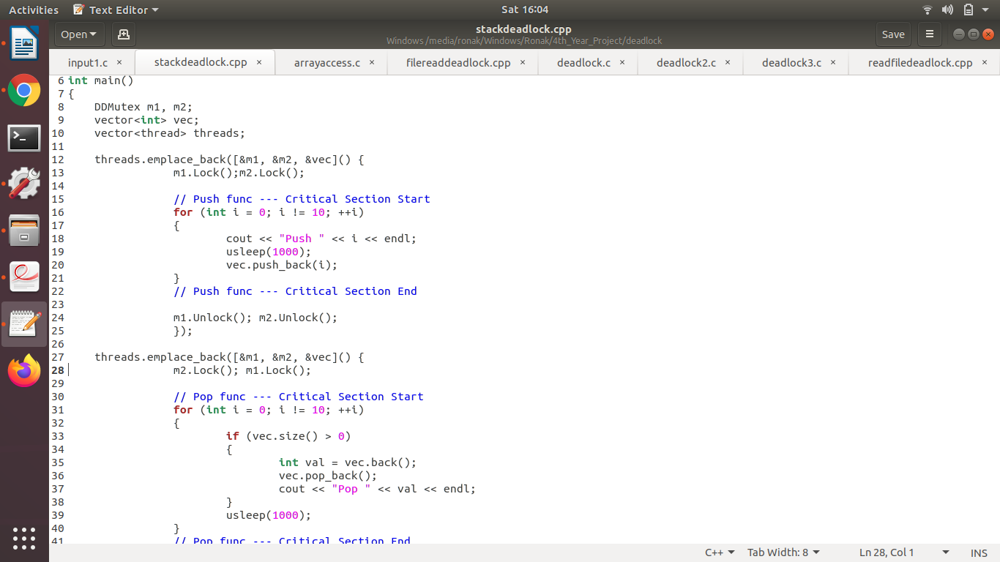 Activities Text Editor Sat 16:04
Open stackdeadlock.cpp Save
Windows /media/ronak/Windows/Ronak/4th_Year_Project/deadlock
input1.c × stackdeadlock.cpp × arrayaccess.c × filereaddeadlock.cpp × deadlock.c × deadlock2.c × deadlock3.c × readfiledeadlock.cpp ×
6 int main()
7 {
8 DDMutex m1, m2;
9 vector<int> vec;
10 vector<thread> threads;
11
12 threads.emplace_back([&m1, &m2, &vec]() {
13 m1.Lock();m2.Lock();
14
15 // Push func --- Critical Section Start
16 for (int i = 0; i != 10; ++i)
17 {
18 cout << "Push " << i << endl;
19 usleep(1000);
20 vec.push_back(i);
21 }
22 // Push func --- Critical Section End
23
24 m1.Unlock(); m2.Unlock();
25 });
26
27 threads.emplace_back([&m1, &m2, &vec]() {
28 m2.Lock(); m1.Lock();
29
30 // Pop func --- Critical Section Start
31 for (int i = 0; i != 10; ++i)
32 {
33 if (vec.size() > 0)
34 {
35 int val = vec.back();
36 vec.pop_back();
37 cout << "Pop " << val << endl;
38 }
39 usleep(1000);
40 }
41 // Pop func --- Critical Section End
C++ Tab Width: 8 Ln 28, Col 1 INS